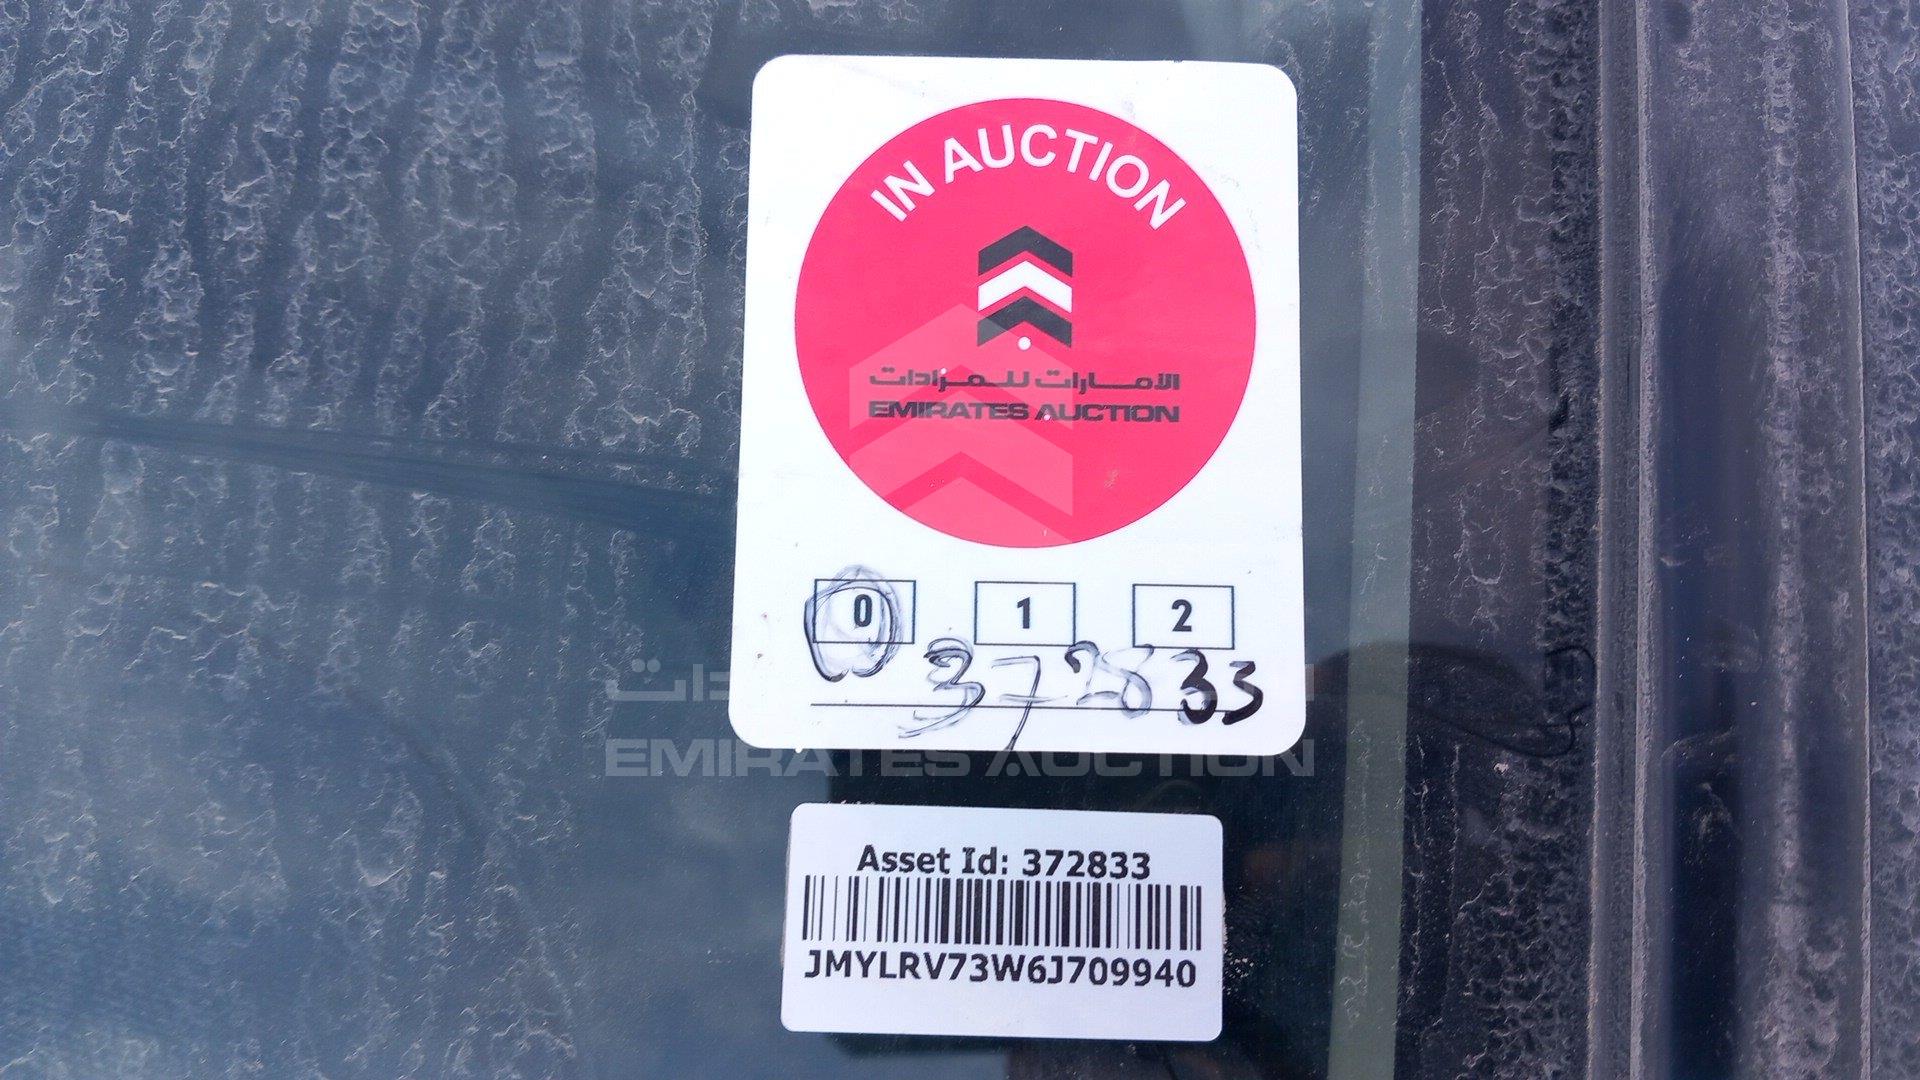 IN AUCTION
الامارات للمزادات
EMIRATES AUCTION
0 1 2
372833
الامارات للمزادات
EMIRATES AUCTION
Asset Id: 372833
JMYLRV73W6J709940